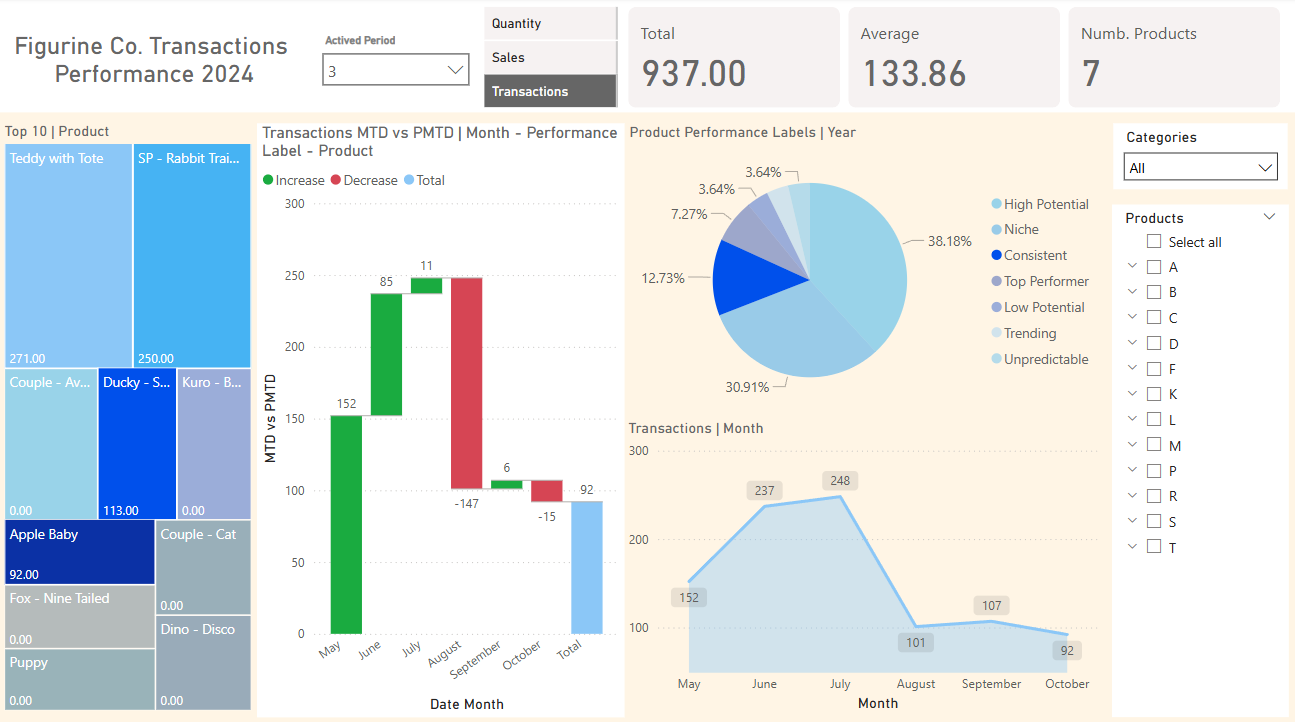 Figurine Co. Transactions
Performance 2024
Actived Period
3
Quantity
Sales
Transactions
Total
937.00
Average
133.86
Numb. Products
7
Top 10 | Product
Teddy with Tote
271.00
SP - Rabbit Trai...
250.00
Couple - Av...
0.00
Ducky - S...
113.00
Kuro - B...
0.00
Apple Baby
92.00
Couple - Cat
0.00
Fox - Nine Tailed
0.00
Dino - Disco
0.00
Puppy
0.00
Transactions MTD vs PMTD | Month - Performance
Label - Product
Increase Decrease Total
MTD vs PMTD
300
250
200
150
100
50
0
152
85
11
-147
6
-15
92
May
June
July
August
September
October
Total
Date Month
Product Performance Labels | Year
38.18%
30.91%
12.73%
7.27%
3.64%
3.64%
High Potential
Niche
Consistent
Top Performer
Low Potential
Trending
Unpredictable
Transactions | Month
300
200
100
152
237
248
101
107
92
May
June
July
August
September
October
Month
Categories
All
Products
Select all
A
B
C
D
F
K
L
M
P
R
S
T